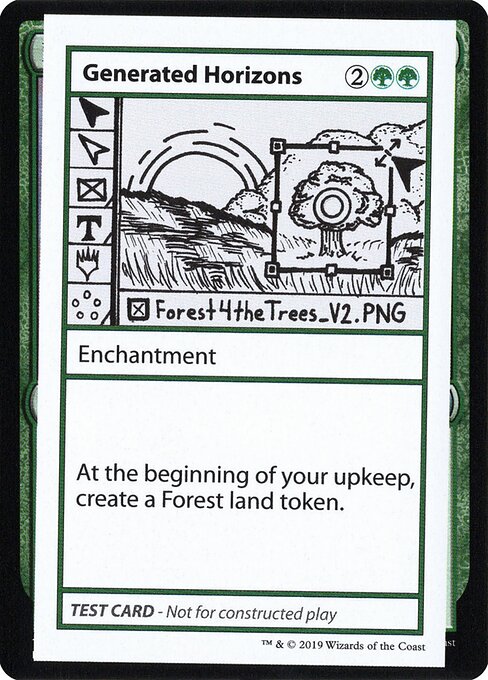 Generated Horizons 2
T
Forest4theTrees_V2.PNG
Enchantment
At the beginning of your upkeep,
create a Forest land token.
TEST CARD - Not for constructed play
™ & © 2019 Wizards of the Coast